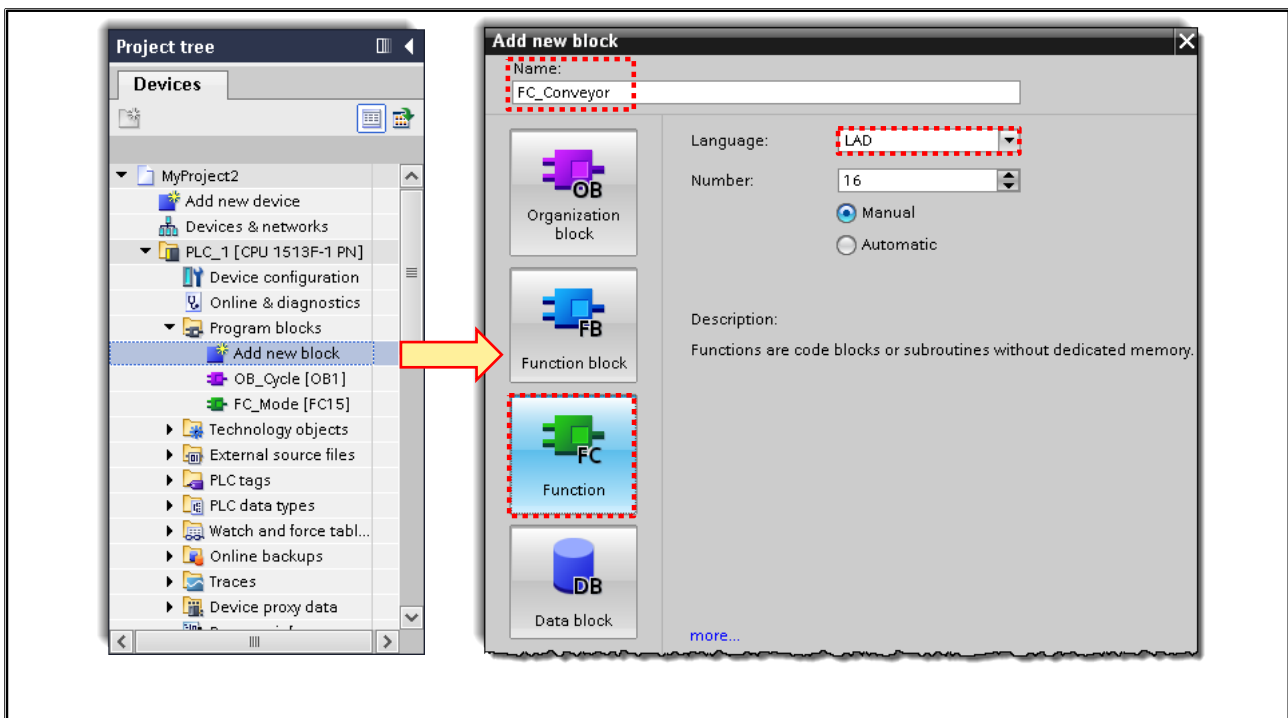 Project tree
Devices
MyProject2
Add new device
Devices & networks
PLC_1 [CPU 1513F-1 PN]
Device configuration
Online & diagnostics
Program blocks
Add new block
OB_Cycle [OB1]
FC_Mode [FC15]
Technology objects
External source files
PLC tags
PLC data types
Watch and force tabl...
Online backups
Traces
Device proxy data
Add new block
Name:
FC_Conveyor
OB
Organization
block
FB
Function block
FC
Function
DB
Data block
Language:
LAD
Number:
16
Manual
Automatic
Description:
Functions are code blocks or subroutines without dedicated memory.
more...